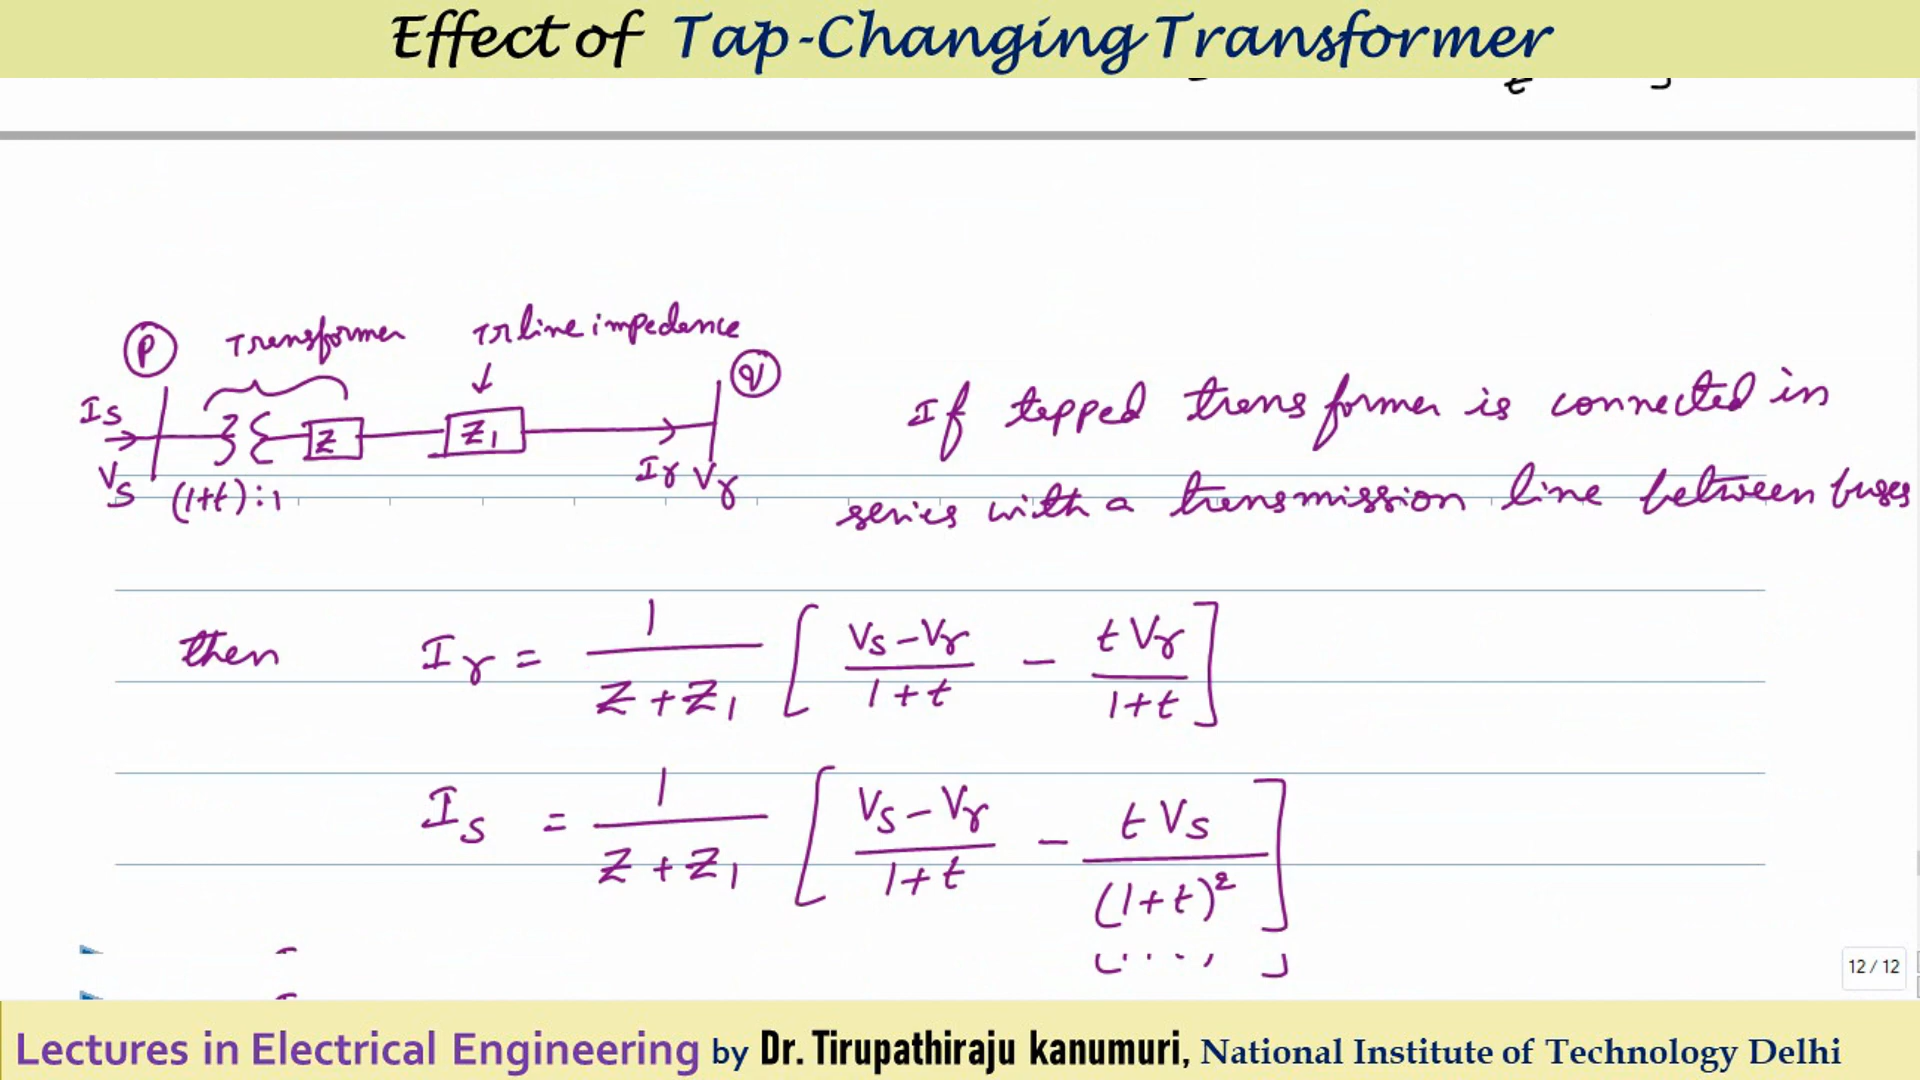 Effect of Tap-Changing Transformer
P Transformer Tr line impedence q
Is Z Z1 Ir Vr
Vs (1+t):1
If tapped transformer is connected in
series with a transmission line between buses
then Ir = 1/(Z+Z1) [ (Vs-Vr)/(1+t) - tVr/(1+t) ]
Is = 1/(Z+Z1) [ (Vs-Vr)/(1+t) - tVs/(1+t)² ]
12 / 12
Lectures in Electrical Engineering by Dr. Tirupathiraju kanumuri, National Institute of Technology Delhi